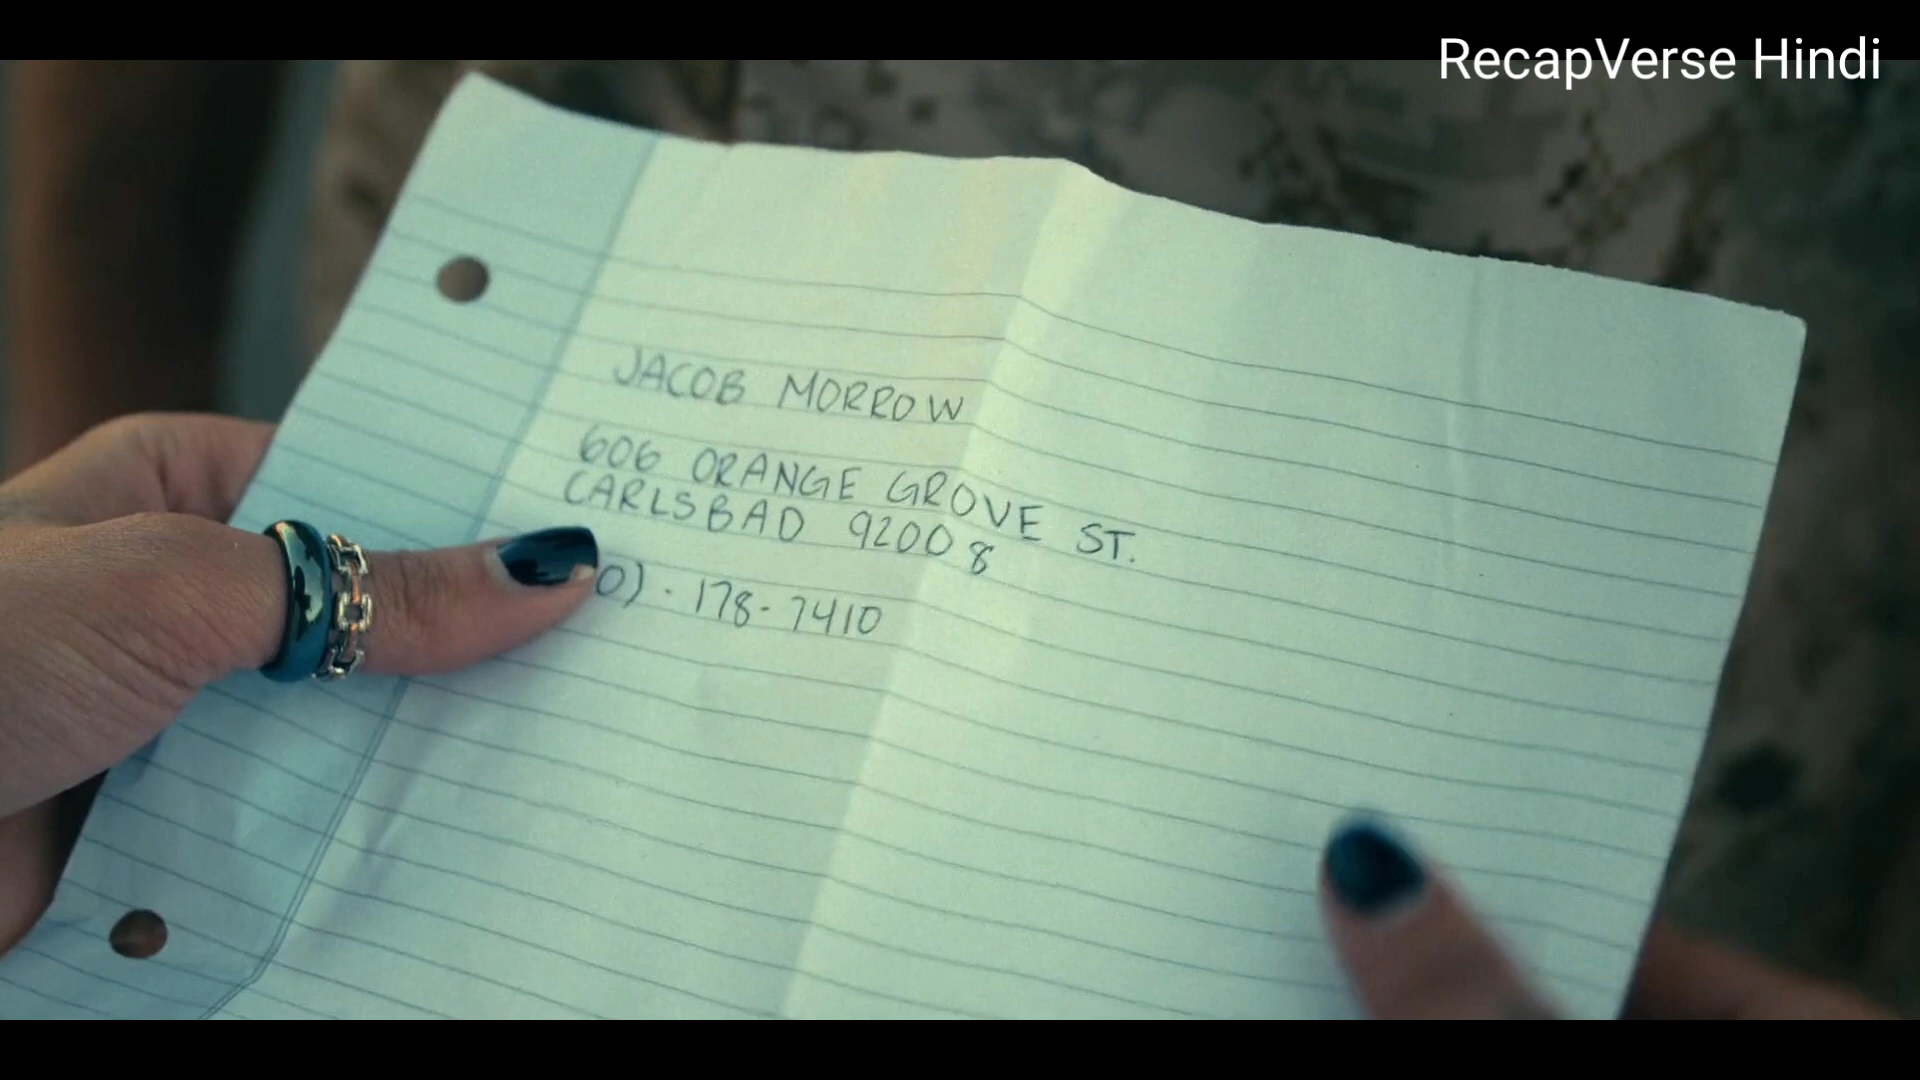 RecapVerse Hindi
JACOB MORROW
606 ORANGE GROVE ST.
CARLSBAD 92008
0) - 178-7410